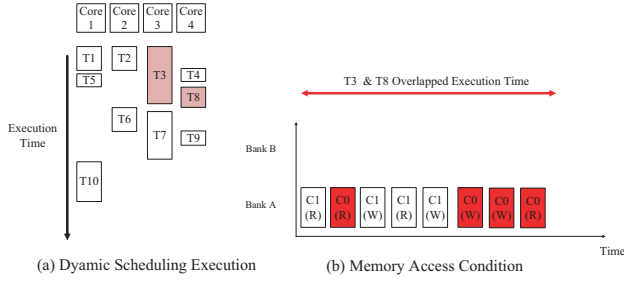 Core 1
Core 2
Core 3
Core 4
T1
T2
T3
T4
T5
T8
T6
T7
T9
T10
Execution
Time
(a) Dyamic Scheduling Execution
T3 & T8 Overlapped Execution Time
Bank B
Bank A
C1 (R)
C0 (R)
C1 (W)
C1 (R)
C1 (W)
C0 (W)
C0 (W)
C0 (R)
Time
(b) Memory Access Condition